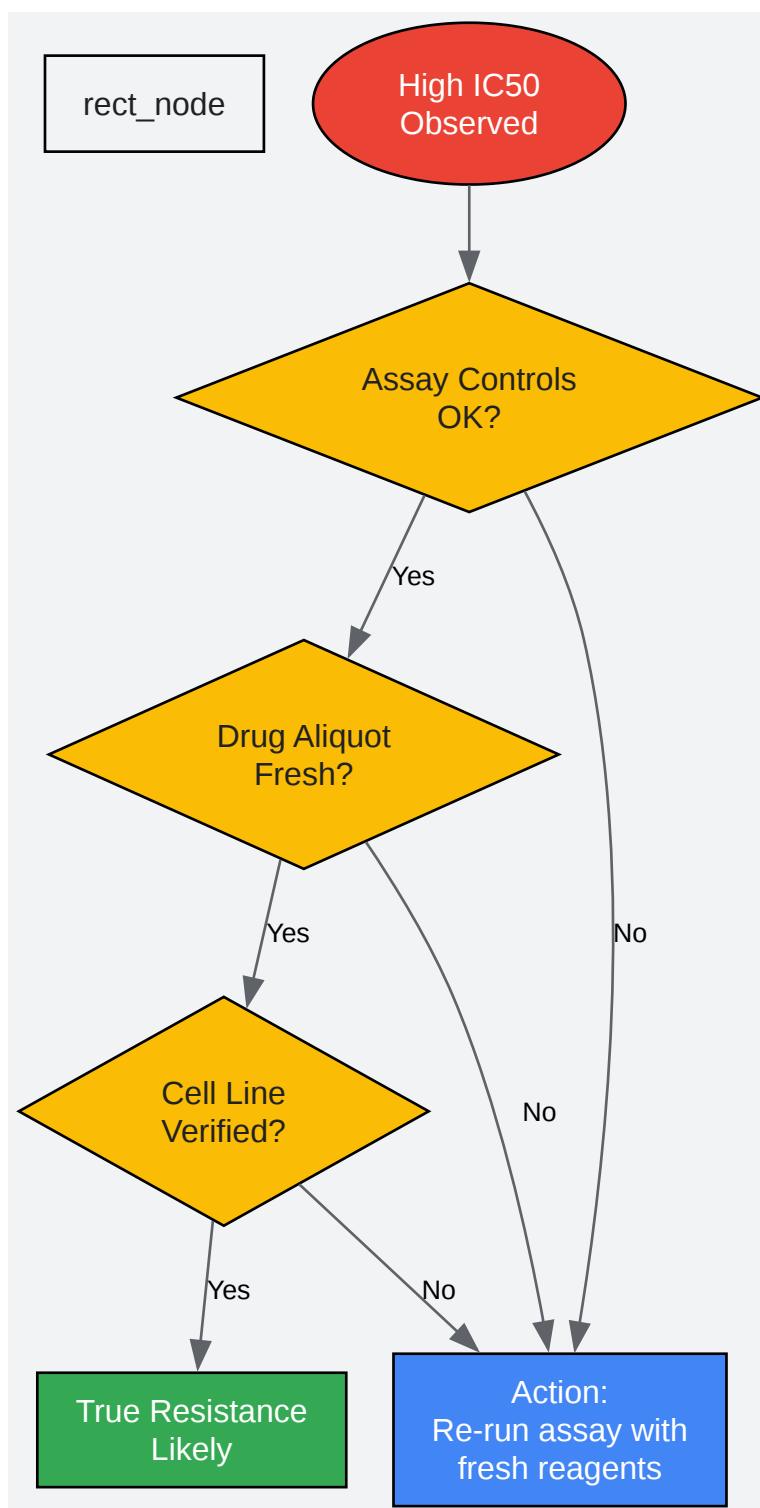 rect_node
High IC50
Observed
Assay Controls
OK?
Yes
Drug Aliquot
Fresh?
Yes
No
Cell Line
Verified?
No
Yes
No
True Resistance
Likely
Action:
Re-run assay with
fresh reagents